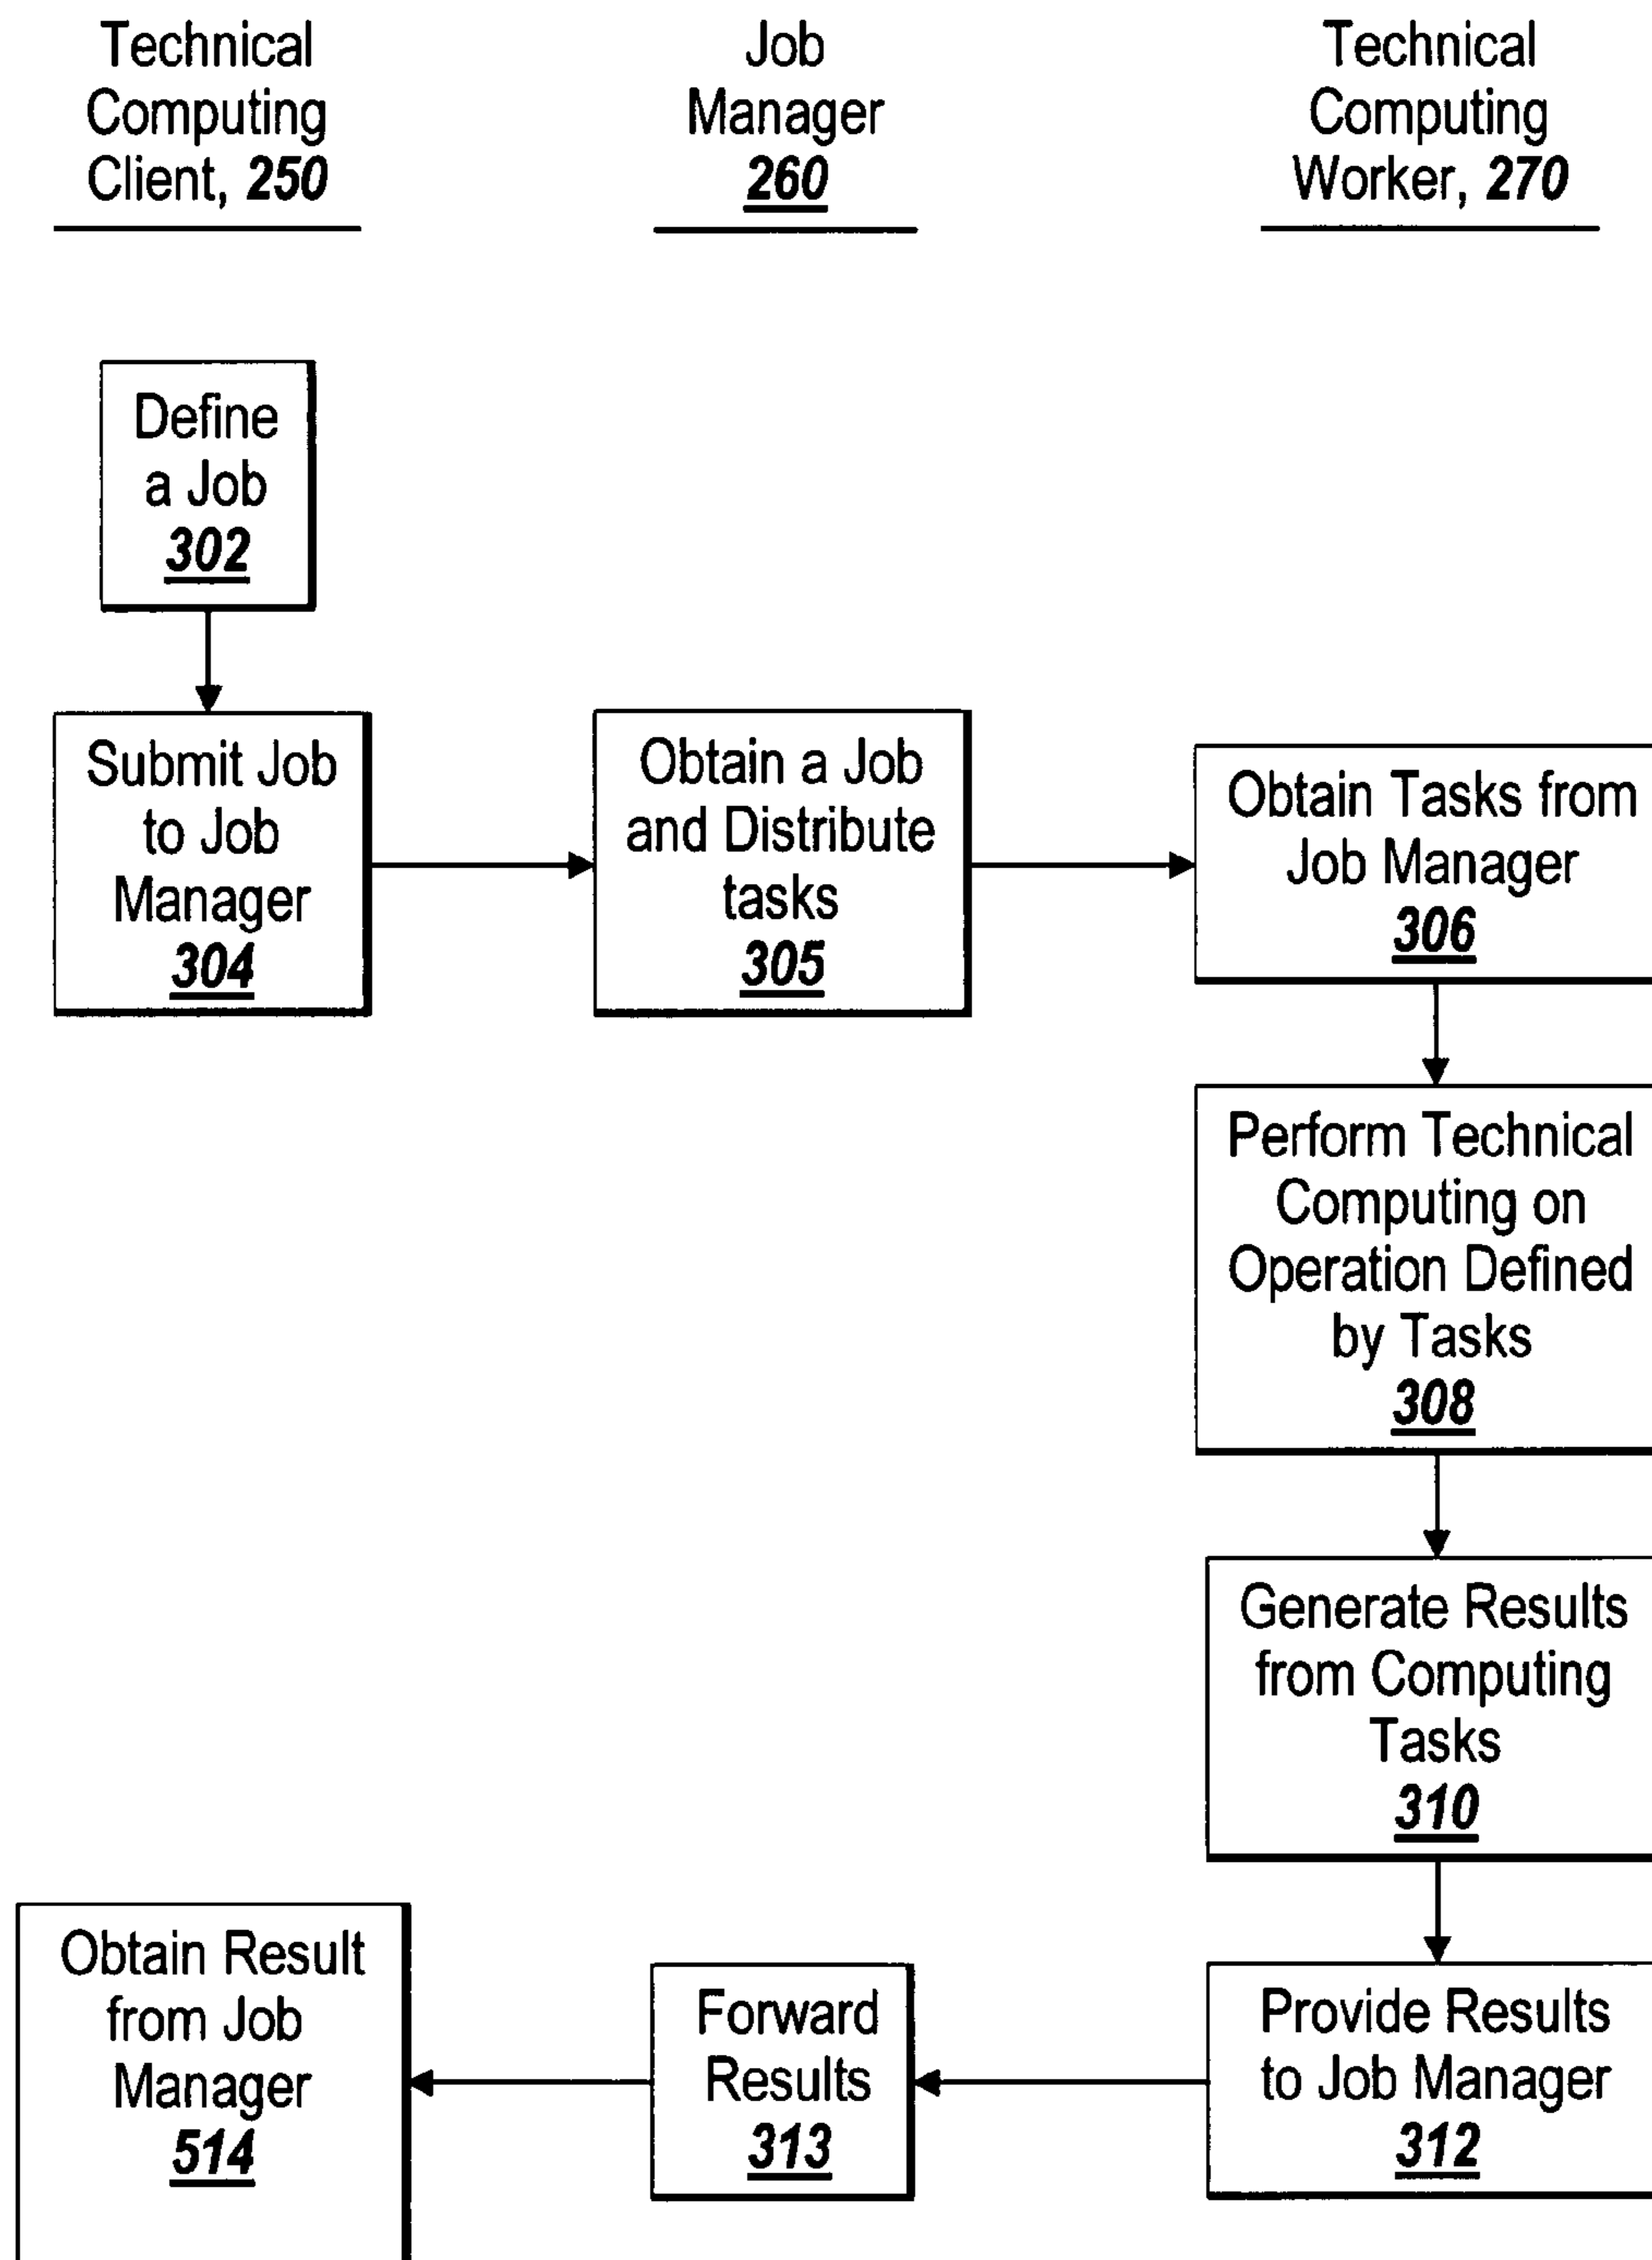 Technical
Computing
Client, 250
Job
Manager
260
Technical
Computing
Worker, 270
Define
a Job
302
Submit Job
to Job
Manager
304
Obtain a Job
and Distribute
tasks
305
Obtain Tasks from
Job Manager
306
Perform Technical
Computing on
Operation Defined
by Tasks
308
Generate Results
from Computing
Tasks
310
Provide Results
to Job Manager
312
Forward
Results
313
Obtain Result
from Job
Manager
514